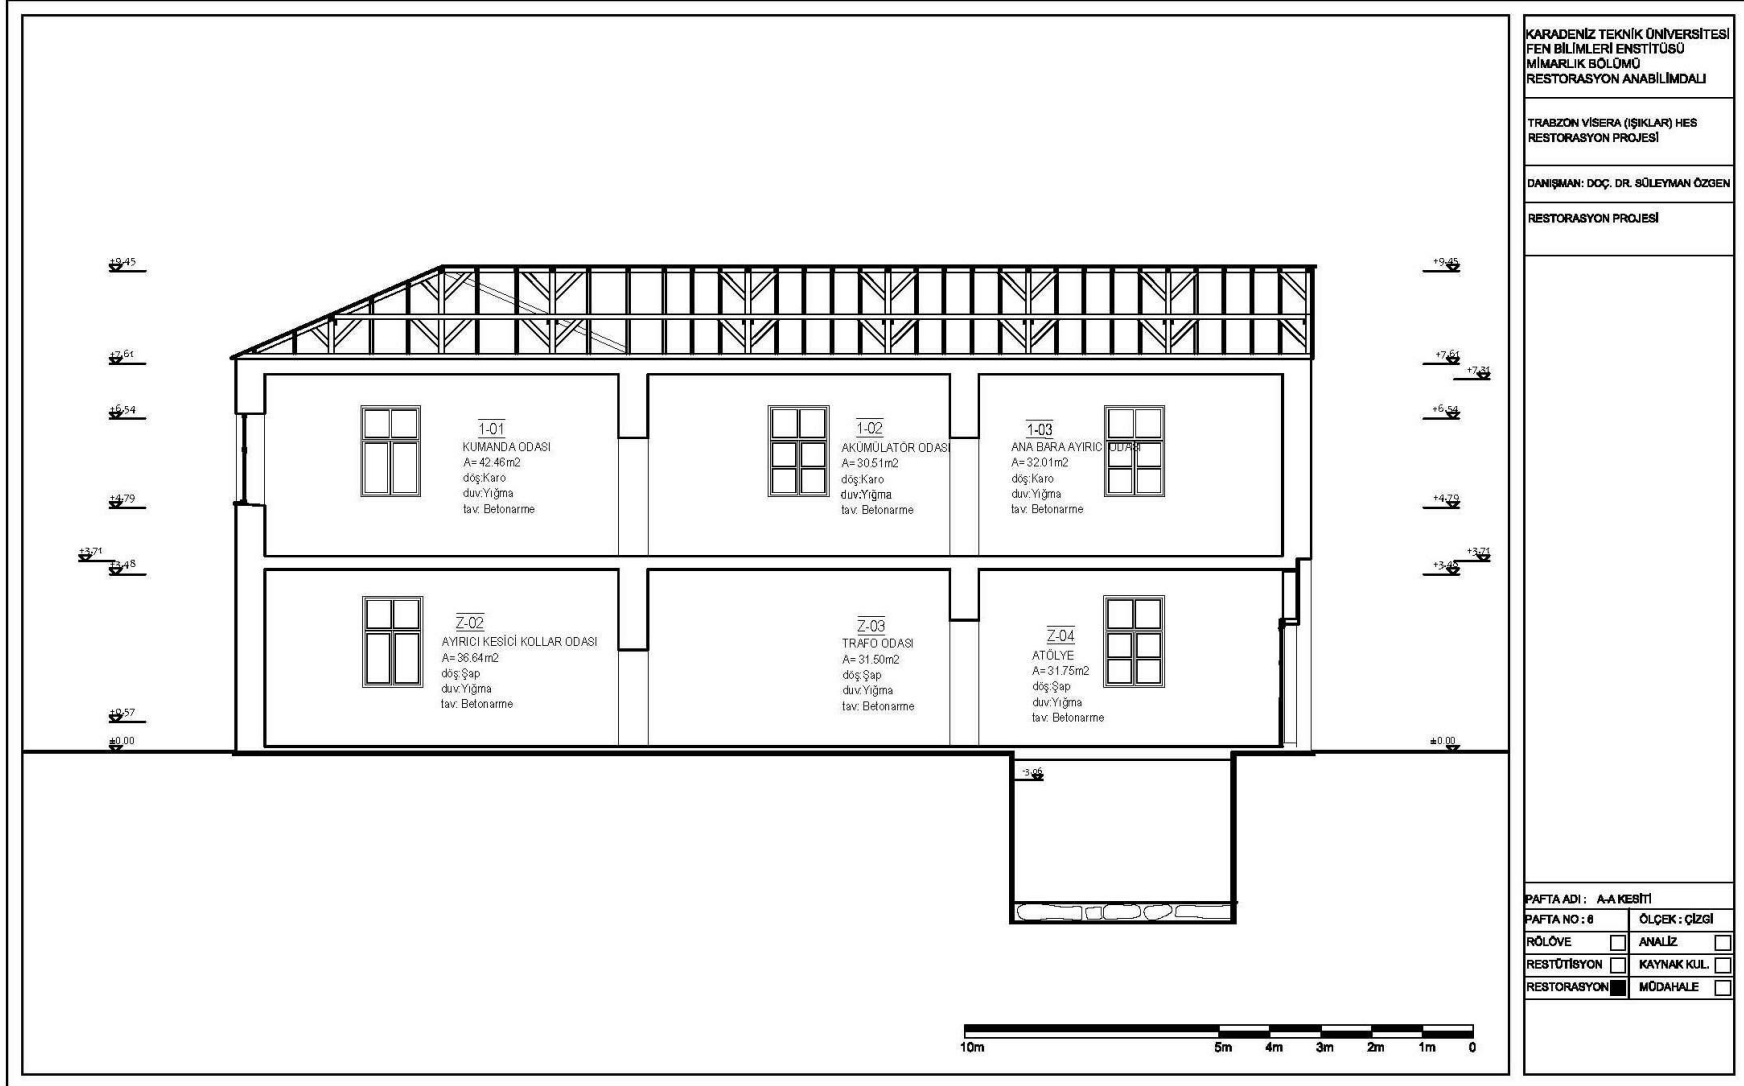 KARADENİZ TEKNİK ÜNİVERSİTESİ
FEN BİLİMLERİ ENSTİTÜSÜ
MİMARLIK BÖLÜMÜ
RESTORASYON ANABİLİMDALI
TRABZON VİSERA (IŞIKLAR) HES
RESTORASYON PROJESİ
DANIŞMAN: DOÇ. DR. SÜLEYMAN ÖZGEN
RESTORASYON PROJESİ
+9.45
+9.45
+7.61
+7.61
+7.31
+6.54
+6.54
1-01
KUMANDA ODASI
A= 42.46m2
döş:Karo
duv:Yığma
tav: Betonarme
1-02
AKÜMÜLATÖR ODASI
A= 30.51m2
döş:Karo
duv:Yığma
tav: Betonarme
1-03
ANA BARA AYIRICI ODASI
A= 32.01m2
döş:Karo
duv:Yığma
tav: Betonarme
+4.79
+4.79
+3.71
+3.48
+3.71
+3.48
Z-02
AYIRICI KESİCİ KOLLAR ODASI
A= 36.64m2
döş:Şap
duv:Yığma
tav: Betonarme
Z-03
TRAFO ODASI
A= 31.50m2
döş:Şap
duv:Yığma
tav: Betonarme
Z-04
ATÖLYE
A= 31.75m2
döş:Şap
duv:Yığma
tav: Betonarme
+0.57
±0.00
±0.00
-3.06
PAFTA ADI : A-A KESİTİ
PAFTA NO : 6 ÖLÇEK : ÇİZGİ
RÖLÖVE ANALİZ
RESTÜTİSYON KAYNAK KUL.
RESTORASYON MÜDAHALE
10m 5m 4m 3m 2m 1m 0